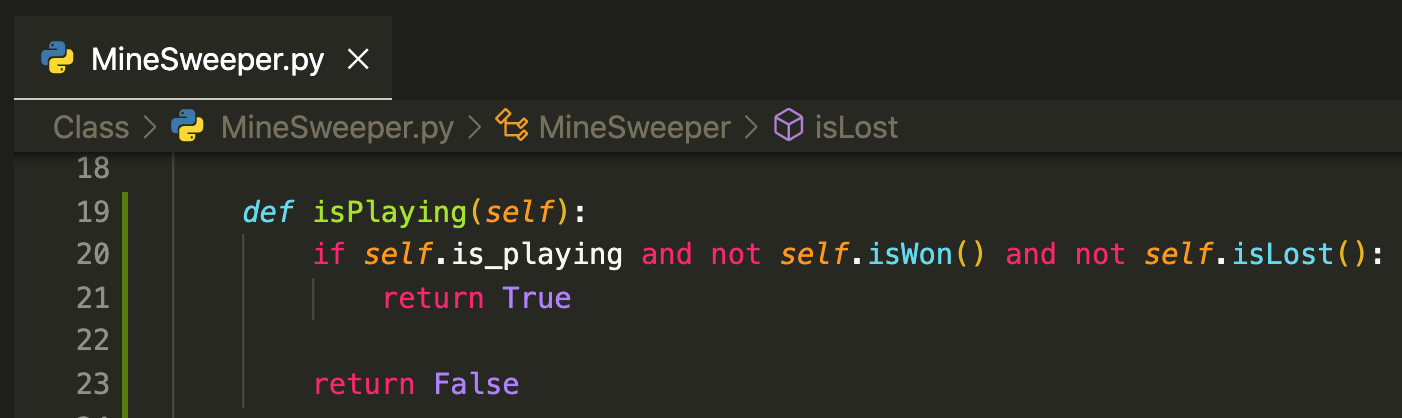 MineSweeper.py
Class > MineSweeper.py > MineSweeper > isLost
18
19 def isPlaying(self):
20 if self.is_playing and not self.isWon() and not self.isLost():
21 return True
22
23 return False